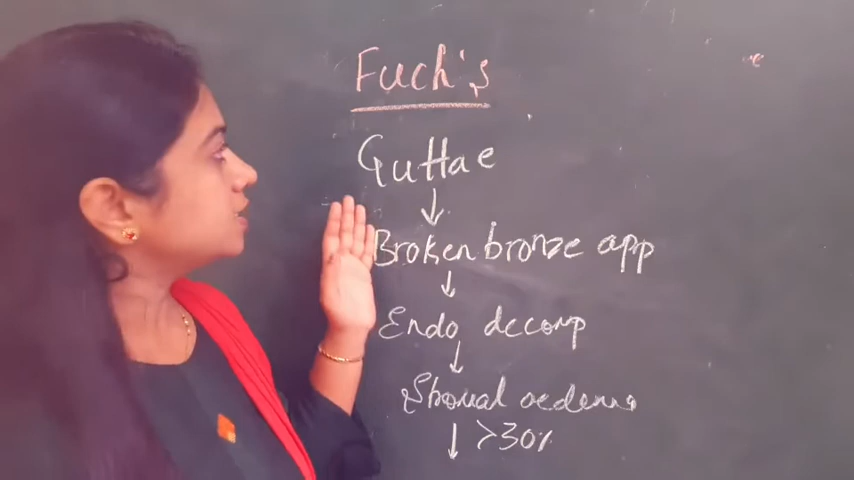 Fuch's
Guttae
↓
Broken bronze app
↓
Endo decomp
↓
Stromal oedema
↓ >30%